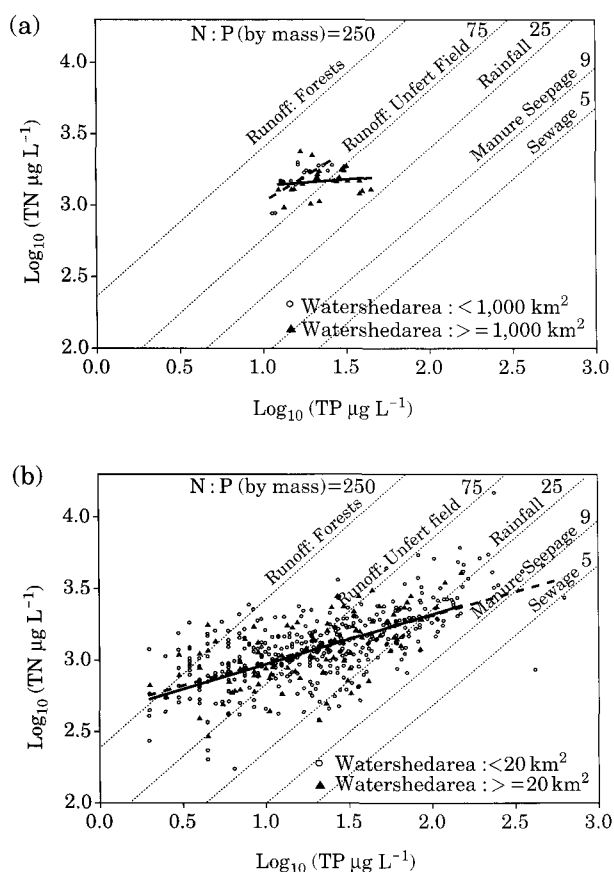 (a)
N : P (by mass)=250
75
25
9
5
Runoff: Forests
Runoff: Unfert Field
Rainfall
Manure Seepage
Sewage
4.0
3.5
3.0
2.5
2.0
Log10 (TN µg L−1)
○ Watershedarea : <1,000 km2
▲ Watershedarea : >=1,000 km2
0.0 0.5 1.0 1.5 2.0 2.5 3.0
Log10 (TP µg L−1)
(b)
N : P (by mass)=250
75
25
9
5
Runoff: Forests
Runoff: Unfert field
Rainfall
Manure Seepage
Sewage
4.0
3.5
3.0
2.5
2.0
Log10 (TN µg L−1)
○ Watershedarea :<20 km2
▲ Watershedarea : >=20 km2
0.0 0.5 1.0 1.5 2.0 2.5 3.0
Log10 (TP µg L−1)